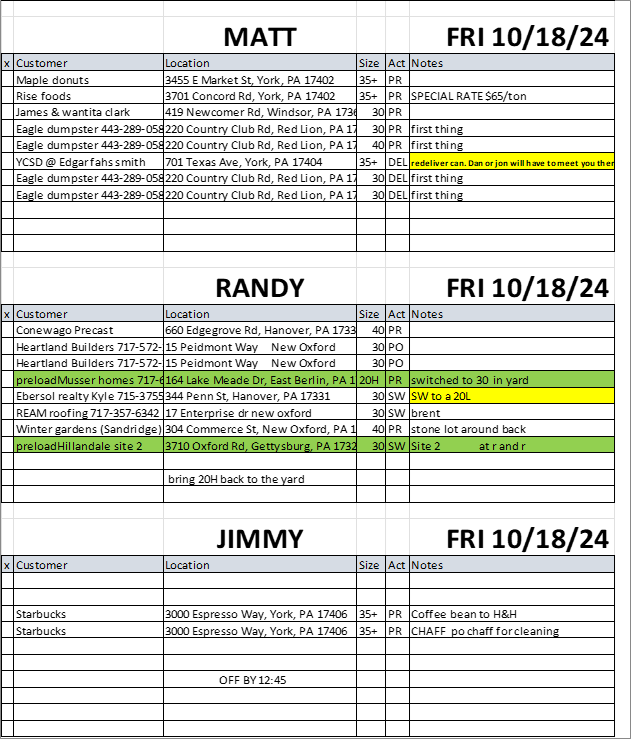 MATT FRI 10/18/24
x Customer Location Size Act Notes
Maple donuts 3455 E Market St, York, PA 17402 35+ PR
Rise foods 3701 Concord Rd, York, PA 17402 35+ PR SPECIAL RATE $65/ton
James & wantita clark 419 Newcomer Rd, Windsor, PA 1736 30 PR
Eagle dumpster 443-289-058 220 Country Club Rd, Red Lion, PA 17 30 PR first thing
Eagle dumpster 443-289-058 220 Country Club Rd, Red Lion, PA 17 40 PR first thing
YCSD @ Edgar fahs smith 701 Texas Ave, York, PA 17404 35+ DEL redeliver can. Dan or jon will have to meet you ther
Eagle dumpster 443-289-058 220 Country Club Rd, Red Lion, PA 17 30 DEL first thing
Eagle dumpster 443-289-058 220 Country Club Rd, Red Lion, PA 17 30 DEL first thing
RANDY FRI 10/18/24
x Customer Location Size Act Notes
Conewago Precast 660 Edgegrove Rd, Hanover, PA 1733 40 PR
Heartland Builders 717-572- 15 Peidmont Way New Oxford 30 PO
Heartland Builders 717-572- 15 Peidmont Way New Oxford 30 PO
preloadMusser homes 717-6 164 Lake Meade Dr, East Berlin, PA 1 20H PR switched to 30 in yard
Ebersol realty Kyle 715-3755 344 Penn St, Hanover, PA 17331 30 SW SW to a 20L
REAM roofing 717-357-6342 17 Enterprise dr new oxford 30 SW brent
Winter gardens (Sandridge) 304 Commerce St, New Oxford, PA 1 40 PR stone lot around back
preloadHillandale site 2 3710 Oxford Rd, Gettysburg, PA 1732 30 SW Site 2 at r and r
bring 20H back to the yard
JIMMY FRI 10/18/24
x Customer Location Size Act Notes
Starbucks 3000 Espresso Way, York, PA 17406 35+ PR Coffee bean to H&H
Starbucks 3000 Espresso Way, York, PA 17406 35+ PR CHAFF po chaff for cleaning
OFF BY 12:45